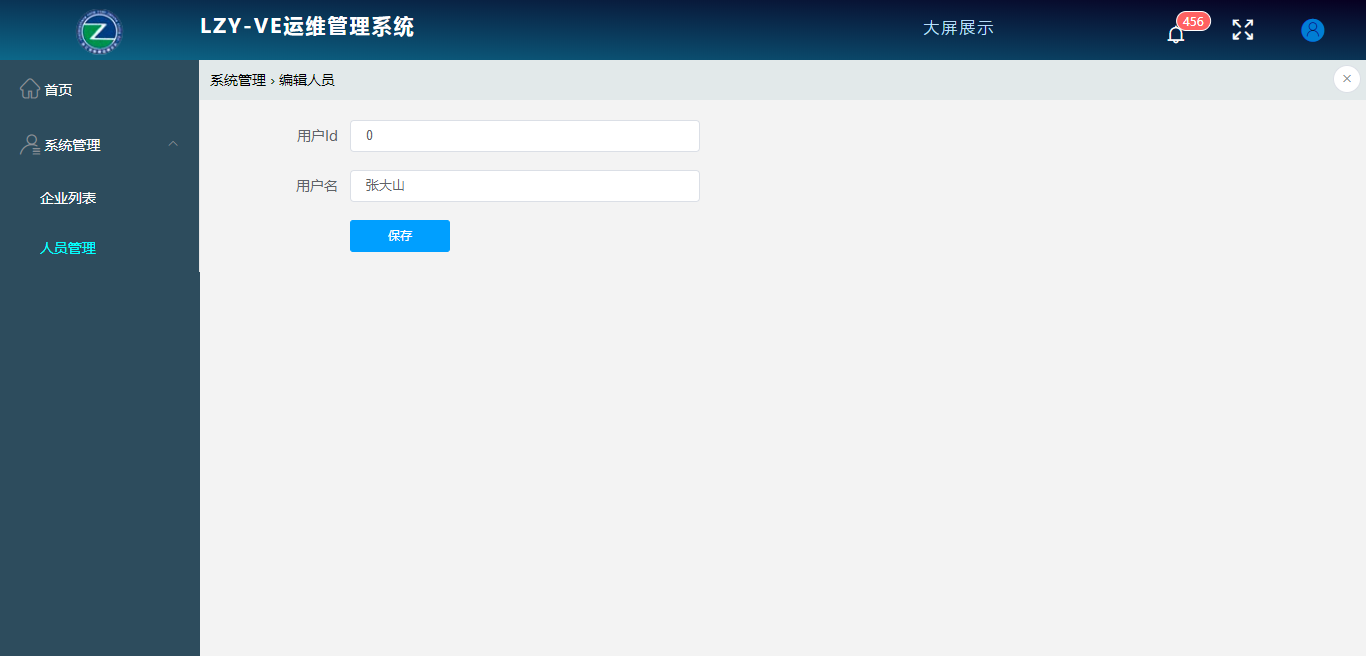 LZY-VE运维管理系统
大屏展示
456
首页
系统管理
企业列表
人员管理
系统管理 › 编辑人员
用户Id
0
用户名
张大山
保存